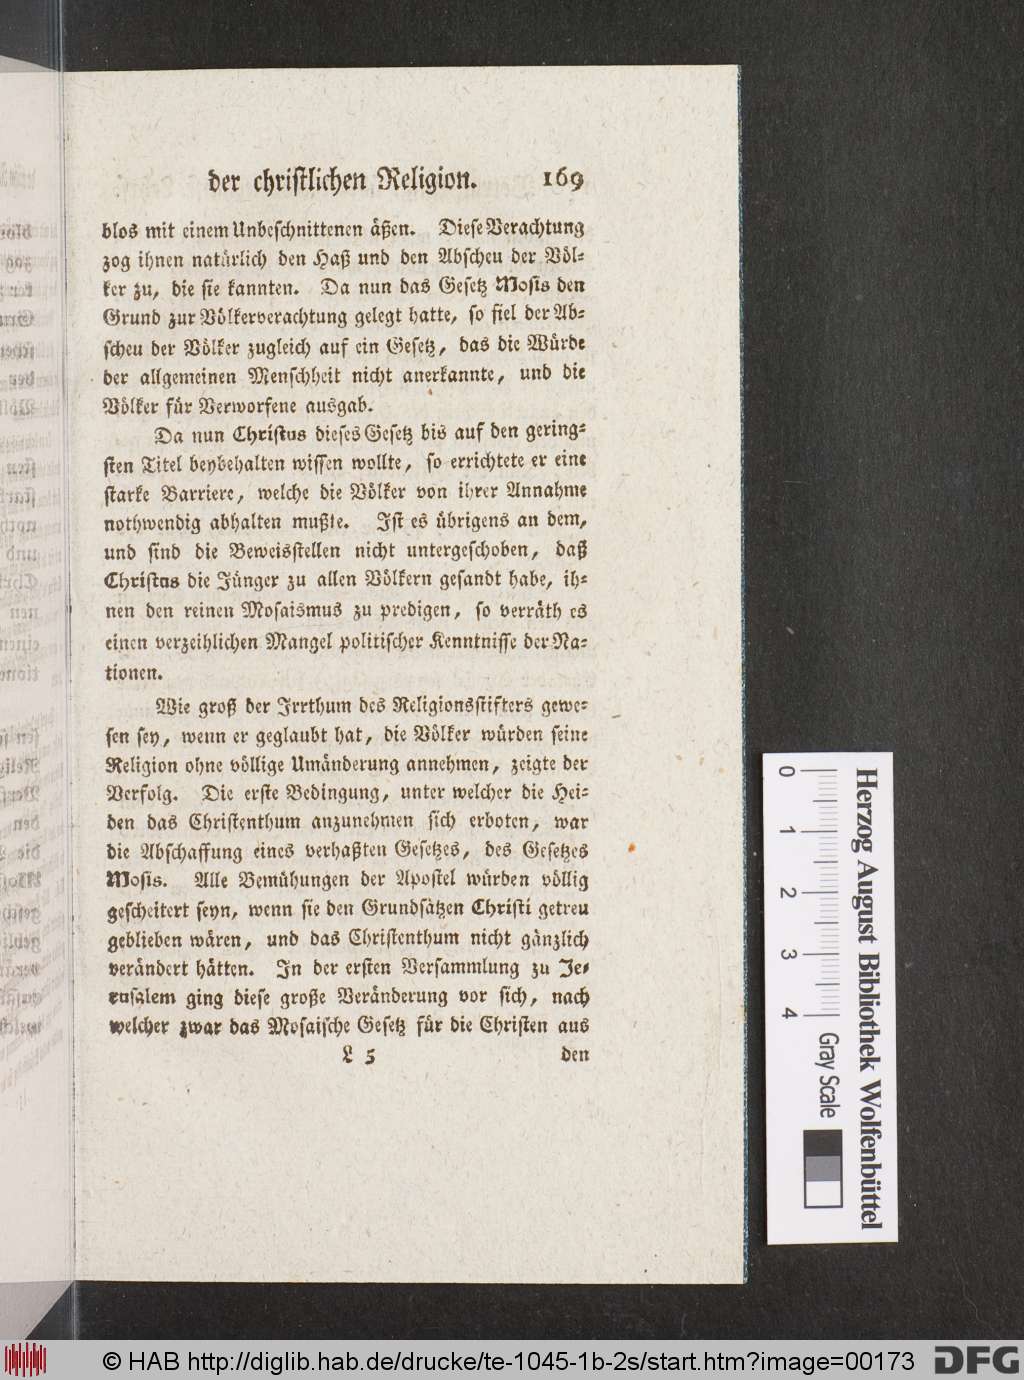 der christlichen Religion. 169
blos mit einem Unbeschnittenen äßen. Diese Verachtung
zog ihnen natürlich den Haß und den Abscheu der Völ-
ker zu, die sie kannten. Da nun das Gesetz Mosis den
Grund zur Völkerverachtung gelegt hatte, so fiel der Ab-
scheu der Völker zugleich auf ein Gesetz, das die Würde
der allgemeinen Menschheit nicht anerkannte, und die
Völker für Verworfene ausgab.
Da nun Christus dieses Gesetz bis auf den gering-
sten Titel beybehalten wissen wollte, so errichtete er eine
starke Barriere, welche die Völker von ihrer Annahme
nothwendig abhalten mußte. Ist es übrigens an dem,
und sind die Beweisstellen nicht untergeschoben, daß
Christus die Jünger zu allen Völkern gesandt habe, ih-
nen den reinen Mosaismus zu predigen, so verräth es
einen verzeihlichen Mangel politischer Kenntnisse der Na-
tionen.
Wie groß der Irrthum des Religionsstifters gewe-
sen sey, wenn er geglaubt hat, die Völker würden seine
Religion ohne völlige Umänderung annehmen, zeigte der
Verfolg. Die erste Bedingung, unter welcher die Hei-
den das Christenthum anzunehmen sich erboten, war
die Abschaffung eines verhaßten Gesetzes, des Gesetzes
Mosis. Alle Bemühungen der Apostel würden völlig
gescheitert seyn, wenn sie den Grundsätzen Christi getreu
geblieben wären, und das Christenthum nicht gänzlich
verändert hätten. In der ersten Versammlung zu Je-
rusalem ging diese große Veränderung vor sich, nach
welcher zwar das Mosaische Gesetz für die Christen aus
L 5 den
0 1 2 3 4 Gray Scale
Herzog August Bibliothek Wolfenbüttel
© HAB http://diglib.hab.de/drucke/te-1045-1b-2s/start.htm?image=00173 DFG